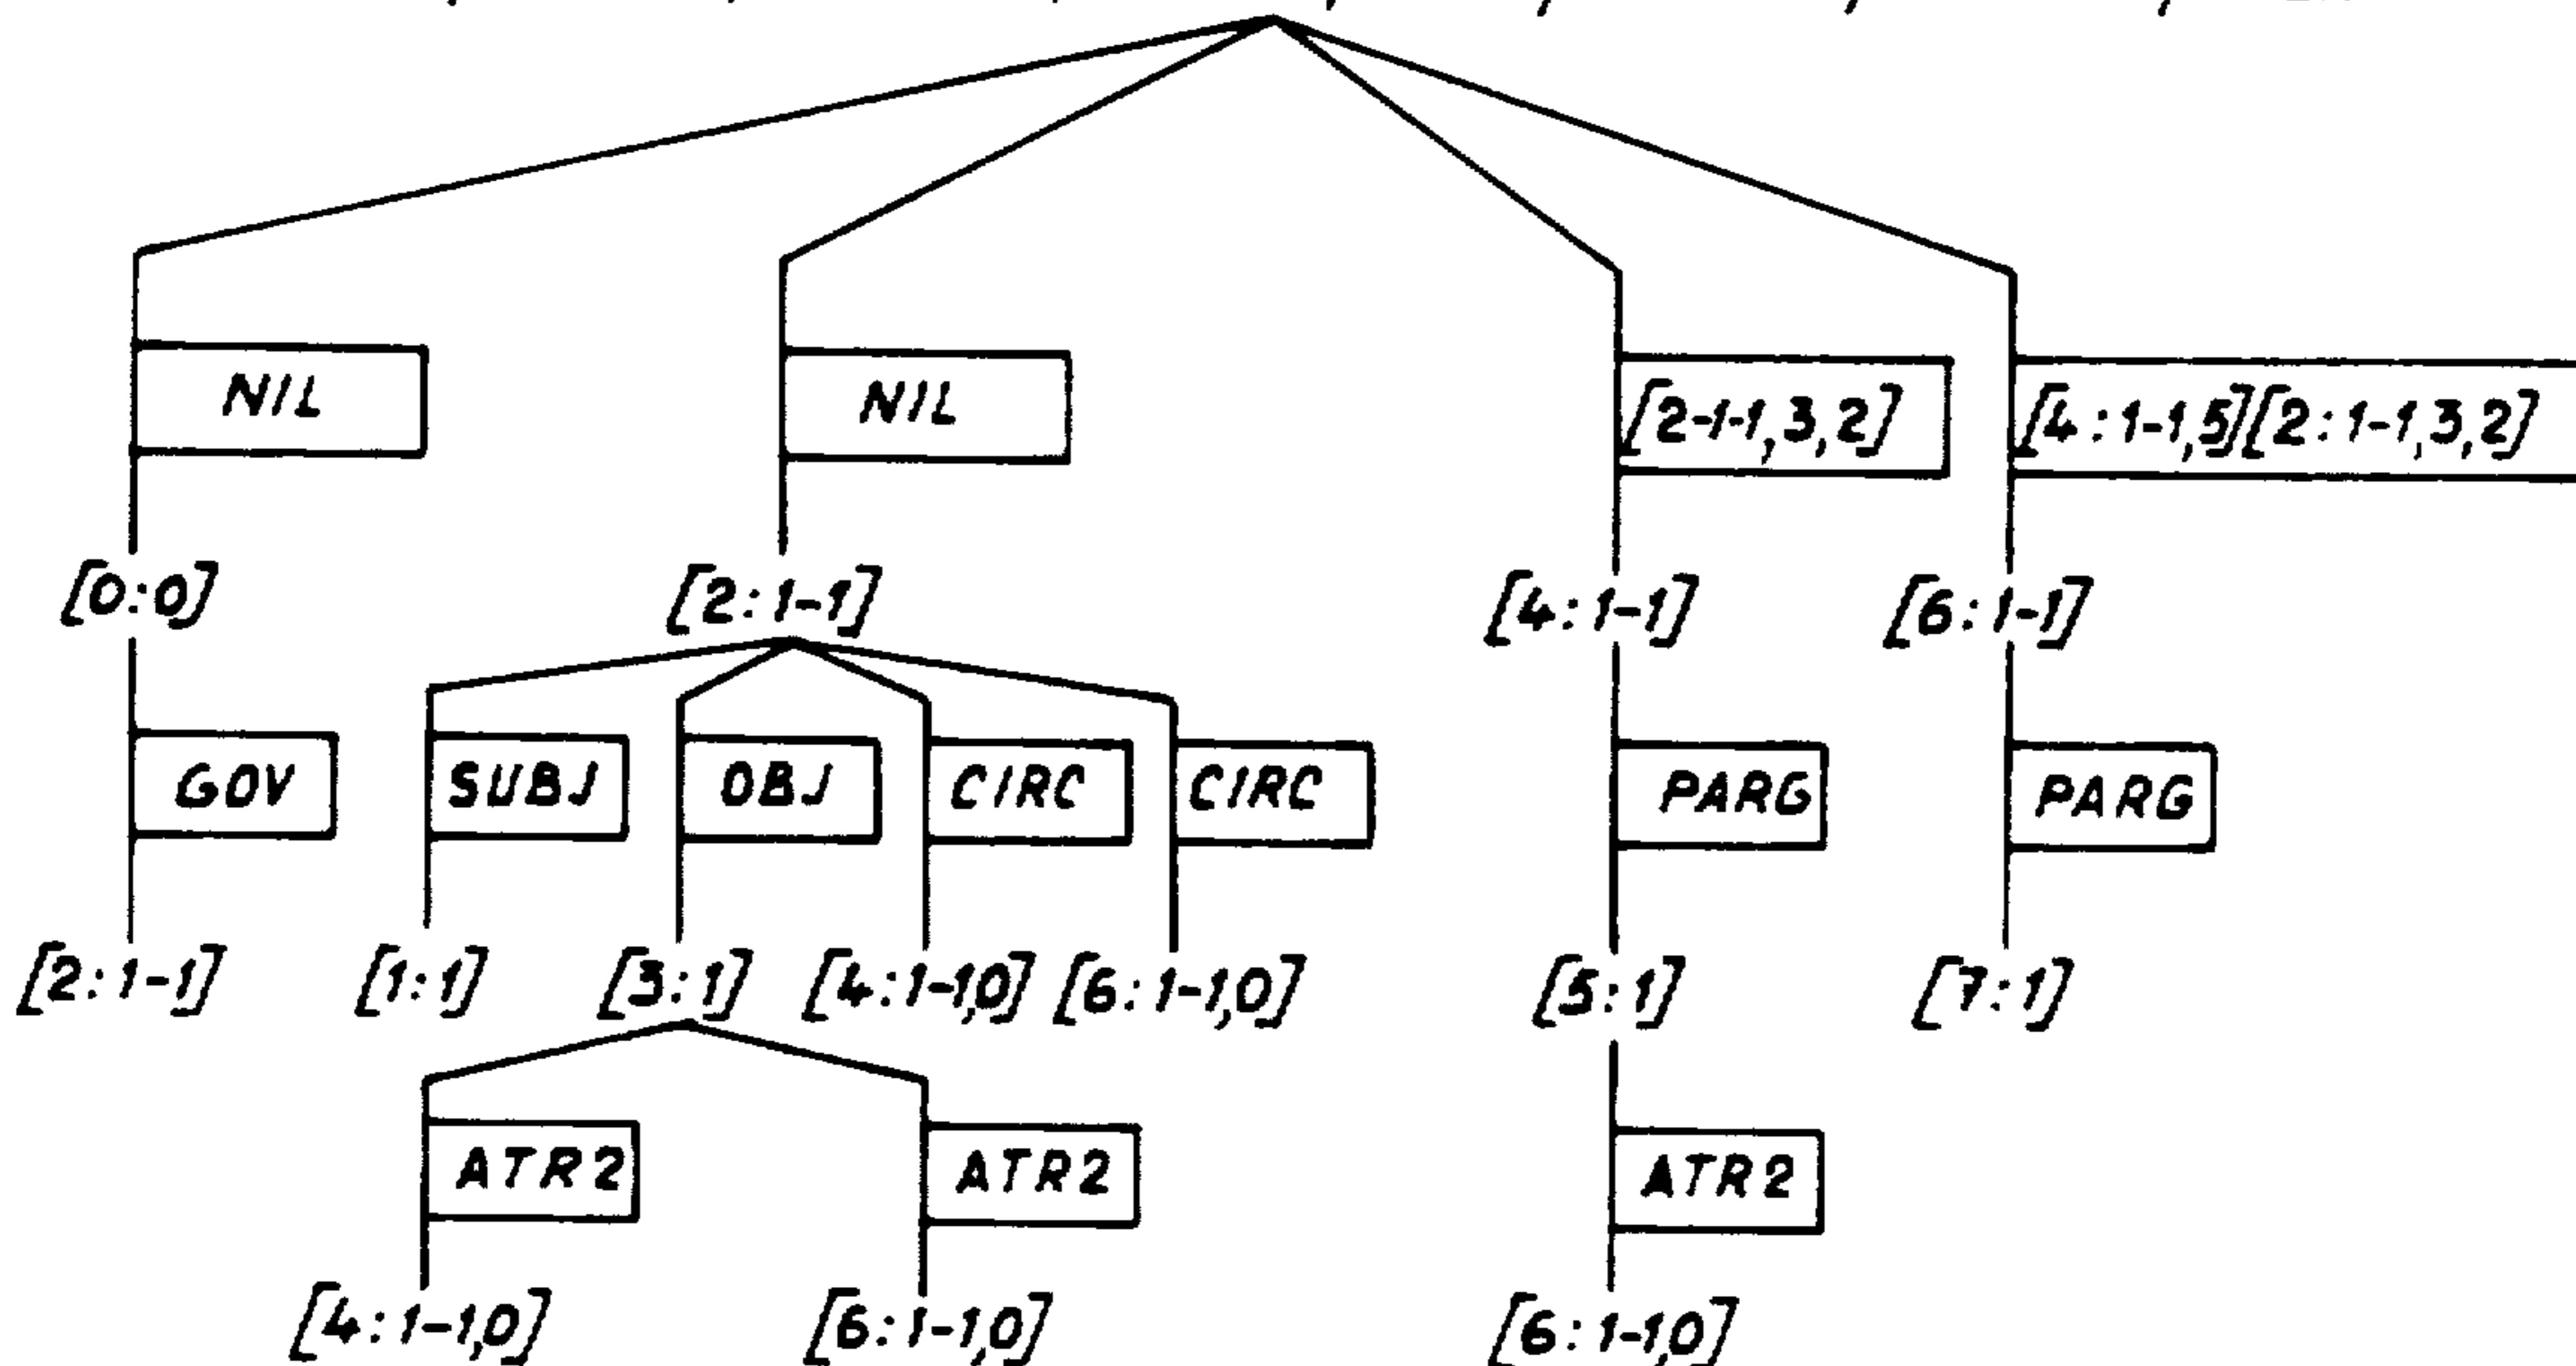 NIL NIL [2-1-1,3,2] [4:1-1,5][2:1-1,3,2]
[0:0] [2:1-1] [4:1-1] [6:1-1]
GOV SUBJ OBJ CIRC CIRC PARG PARG
[2:1-1] [1:1] [3:1] [4:1-1,0] [6:1-1,0] [5:1] [7:1]
ATR2 ATR2 ATR2
[4:1-1,0] [6:1-1,0] [6:1-1,0]